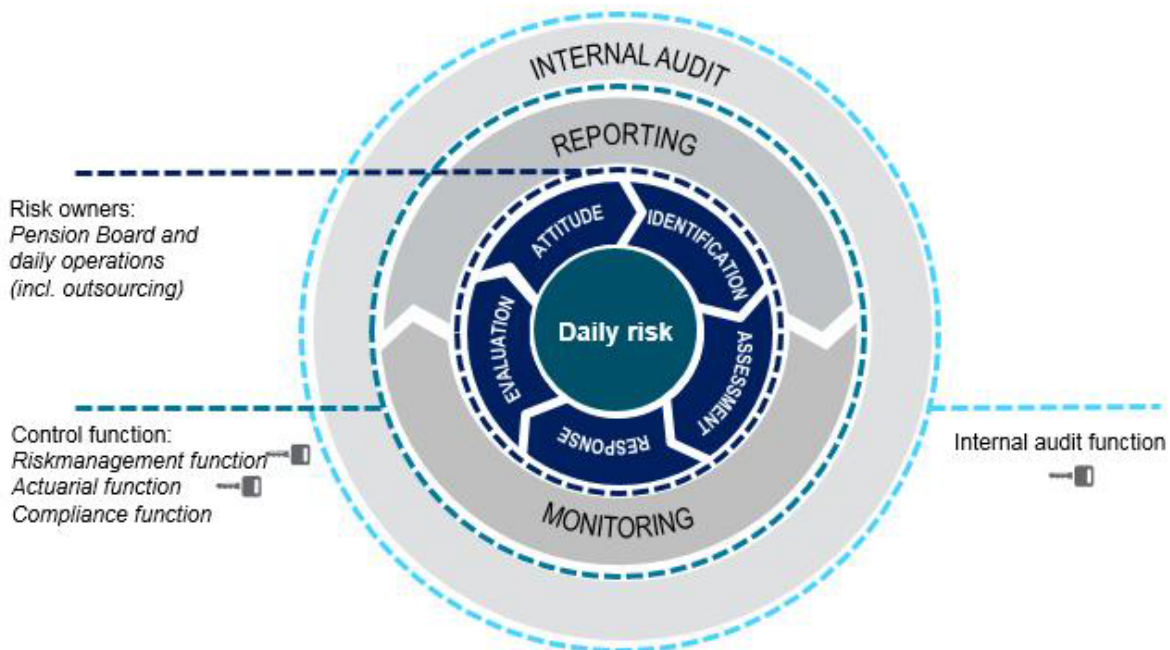 INTERNAL AUDIT
REPORTING
Risk owners:
Pension Board and
daily operations
(incl. outsourcing)
ATTITUDE
IDENTIFICATION
Daily risk
EVALUATION
ASSESSMENT
RESPONSE
MONITORING
Control function:
Riskmanagement function
Actuarial function
Compliance function
Internal audit function